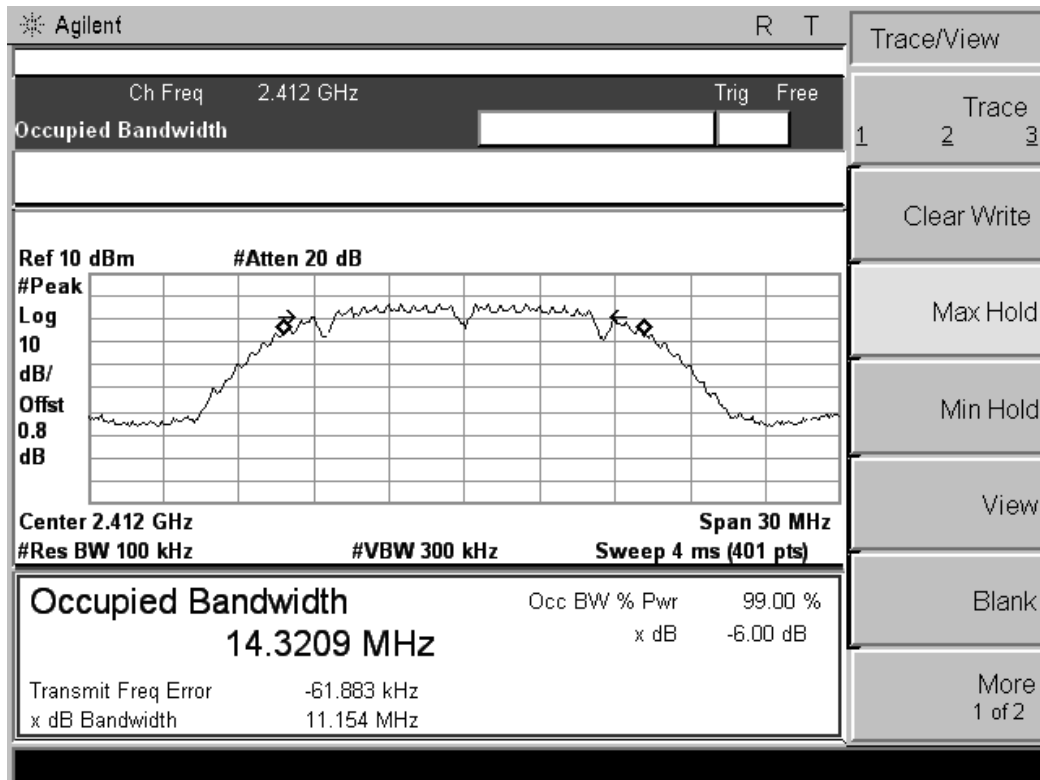 Agilent R T
Trace/View
Ch Freq 2.412 GHz Trig Free
Occupied Bandwidth
Trace
1 2 3
Clear Write
Ref 10 dBm #Atten 20 dB
#Peak
Log
10
dB/
Offset
0.8
dB
Max Hold
Min Hold
View
Center 2.412 GHz Span 30 MHz
#Res BW 100 kHz #VBW 300 kHz Sweep 4 ms (401 pts)
Occupied Bandwidth
14.3209 MHz
Occ BW % Pwr 99.00 %
x dB -6.00 dB
Transmit Freq Error -61.883 kHz
x dB Bandwidth 11.154 MHz
Blank
More
1 of 2